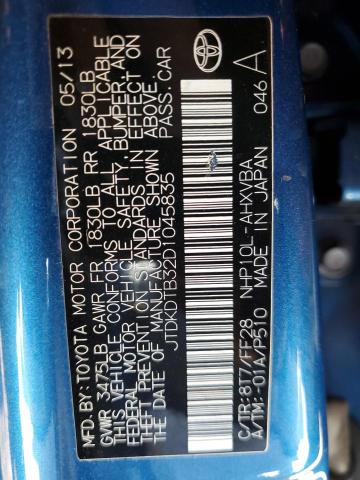 MFD.BY:TOYOTA MOTOR CORPORATION 05/13
GVWR 3475LB GAWR FR 1830LB RR 1830LB
THIS VEHICLE CONFORMS TO ALL APPLICABLE
FEDERAL MOTOR VEHICLE SAFETY, BUMPER, AND
THEFT PREVENTION STANDARDS IN EFFECT ON
THE DATE OF MANUFACTURE SHOWN ABOVE.
JTDKDTB32D1045835 PASS.CAR
C/TR:8T7/FF28 NHP10L-AHXVBA
A/TM:-01A/P510 MADE IN JAPAN 046 A
TOYOTA